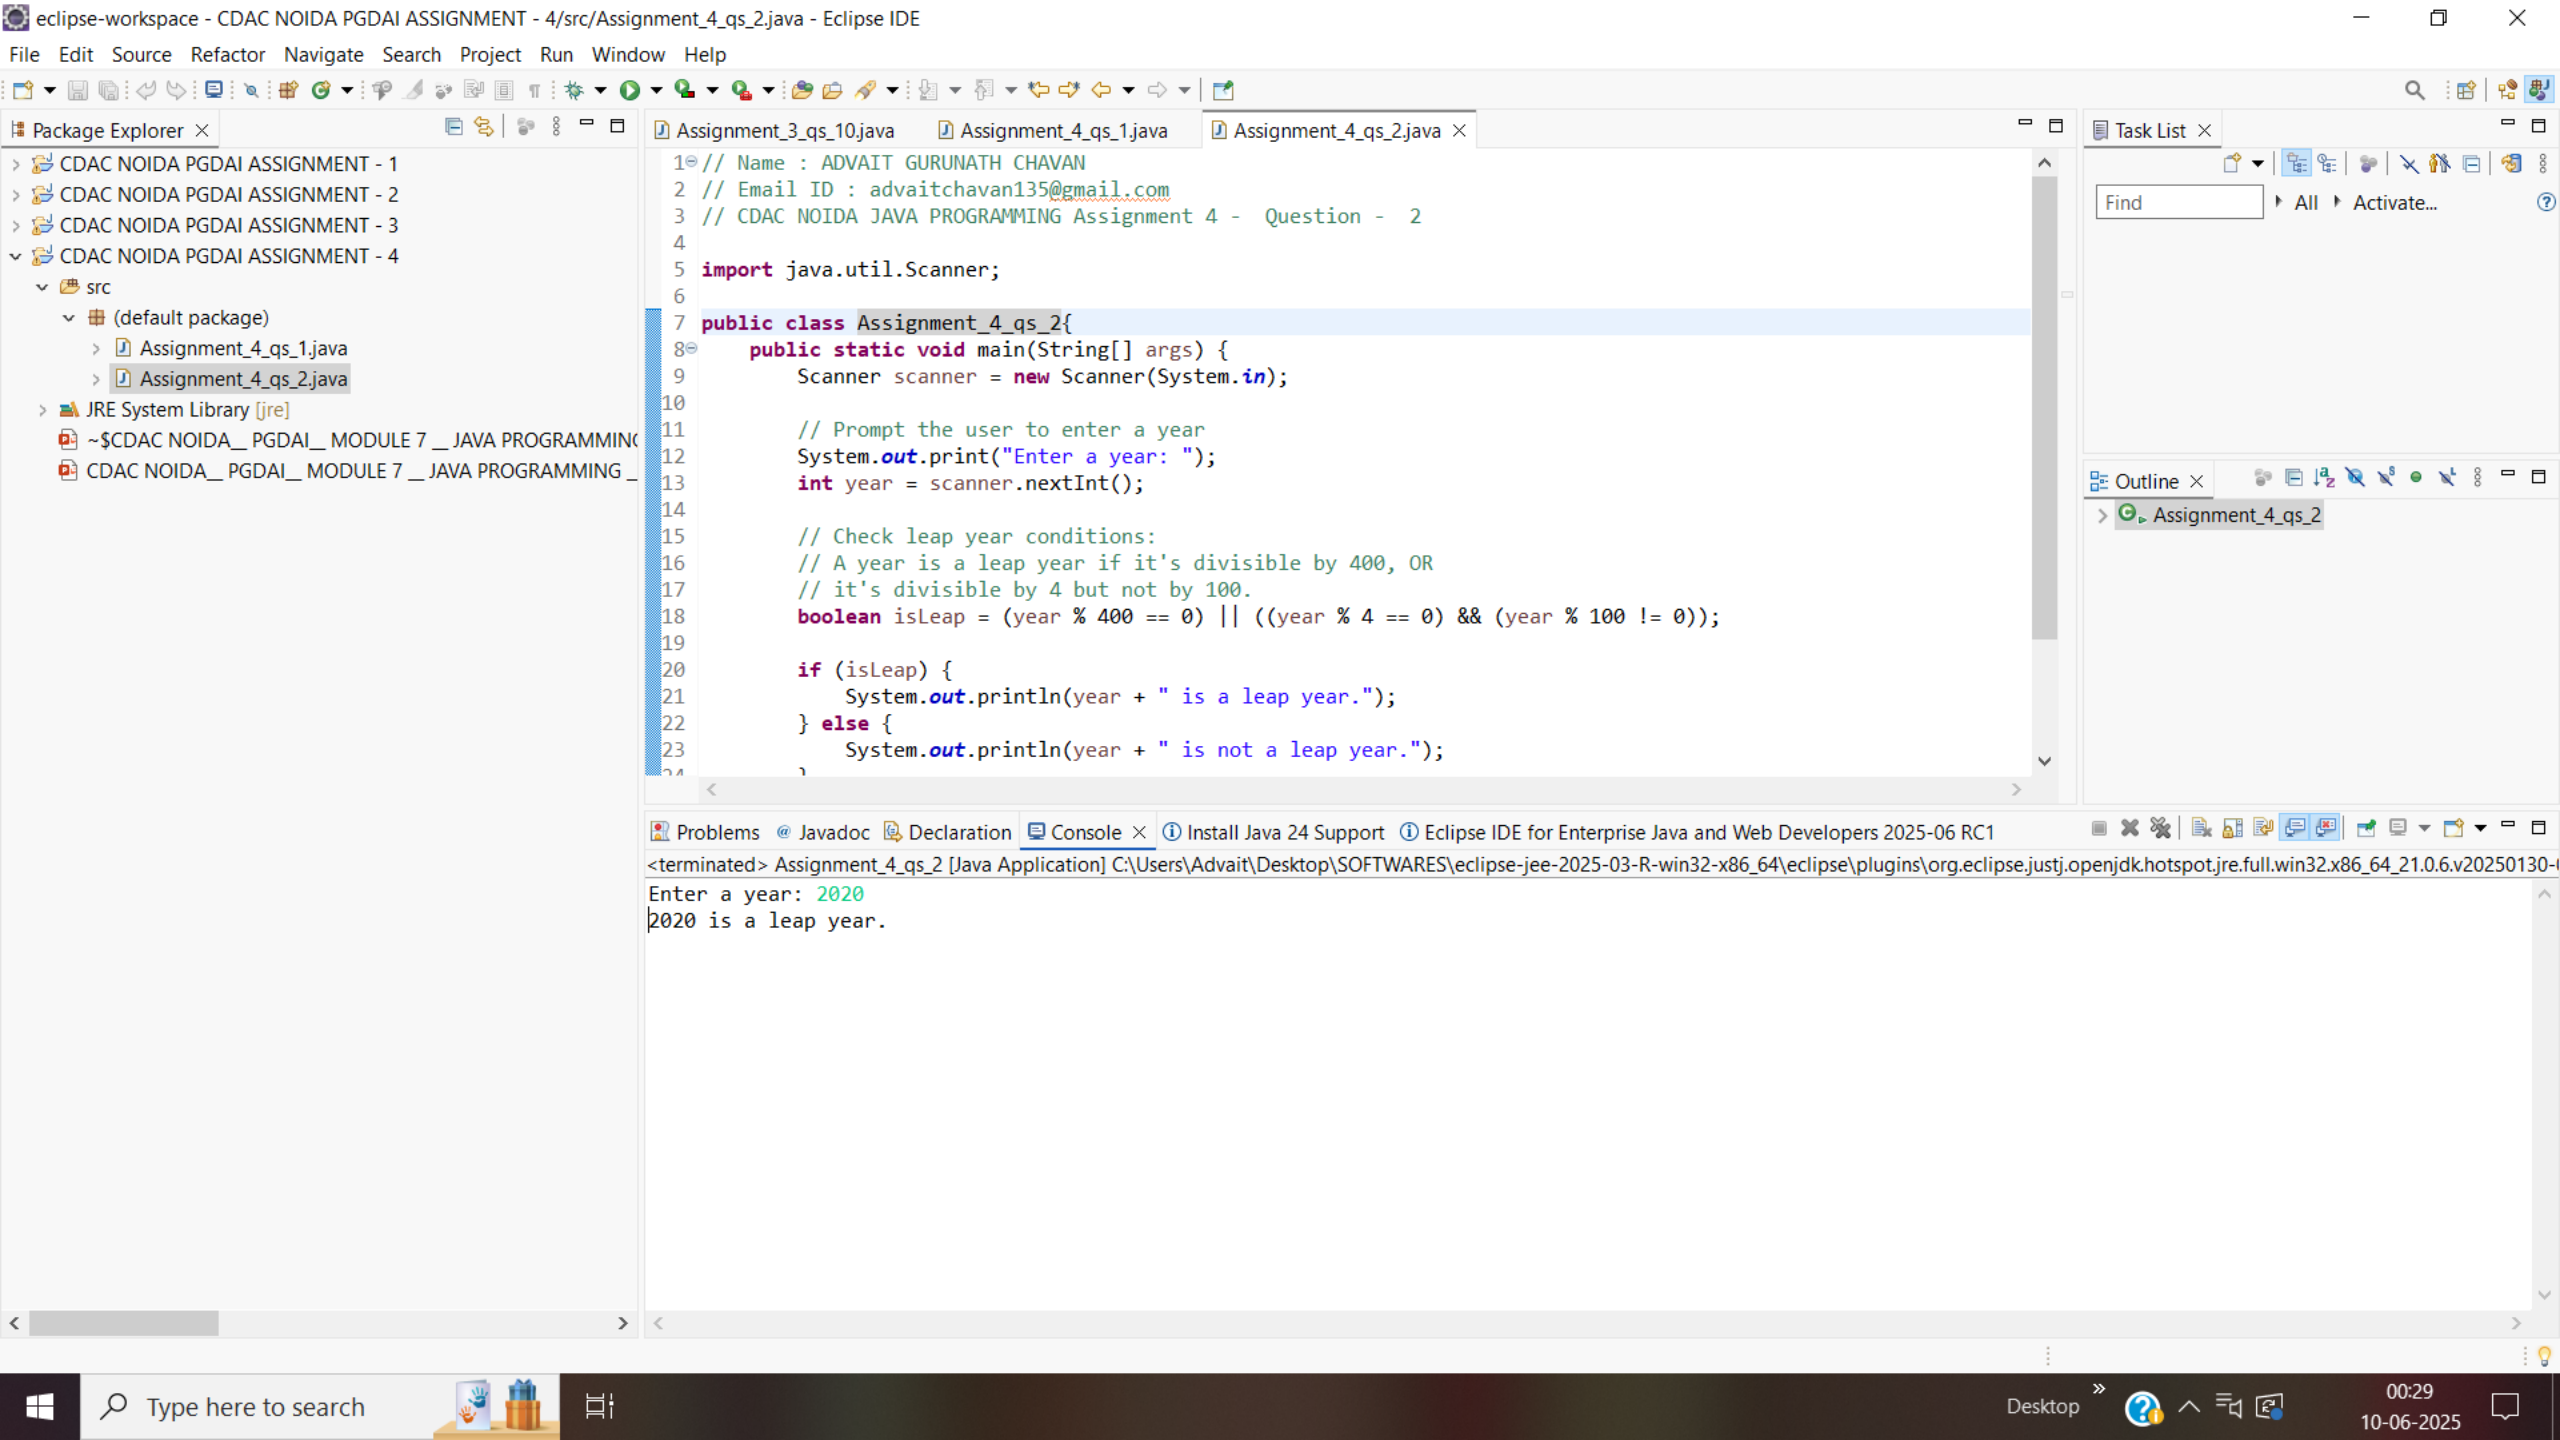 eclipse-workspace - CDAC NOIDA PGDAI ASSIGNMENT - 4/src/Assignment_4_qs_2.java - Eclipse IDE
File Edit Source Refactor Navigate Search Project Run Window Help
Package Explorer
CDAC NOIDA PGDAI ASSIGNMENT - 1
CDAC NOIDA PGDAI ASSIGNMENT - 2
CDAC NOIDA PGDAI ASSIGNMENT - 3
CDAC NOIDA PGDAI ASSIGNMENT - 4
src
(default package)
Assignment_4_qs_1.java
Assignment_4_qs_2.java
JRE System Library [jre]
~$CDAC NOIDA__ PGDAI__ MODULE 7 __ JAVA PROGRAMMING
CDAC NOIDA__ PGDAI__ MODULE 7 __ JAVA PROGRAMMING __
Assignment_3_qs_10.java Assignment_4_qs_1.java Assignment_4_qs_2.java
1 // Name : ADVAIT GURUNATH CHAVAN
2 // Email ID : advaitchavan135@gmail.com
3 // CDAC NOIDA JAVA PROGRAMMING Assignment 4 -  Question -  2
4
5 import java.util.Scanner;
6
7 public class Assignment_4_qs_2{
8     public static void main(String[] args) {
9         Scanner scanner = new Scanner(System.in);
10
11         // Prompt the user to enter a year
12         System.out.print("Enter a year: ");
13         int year = scanner.nextInt();
14
15         // Check leap year conditions:
16         // A year is a leap year if it's divisible by 400, OR
17         // it's divisible by 4 but not by 100.
18         boolean isLeap = (year % 400 == 0) || ((year % 4 == 0) && (year % 100 != 0));
19
20         if (isLeap) {
21             System.out.println(year + " is a leap year.");
22         } else {
23             System.out.println(year + " is not a leap year.");
24         }
Task List
Find All Activate...
Outline
Assignment_4_qs_2
Problems Javadoc Declaration Console Install Java 24 Support Eclipse IDE for Enterprise Java and Web Developers 2025-06 RC1
<terminated> Assignment_4_qs_2 [Java Application] C:\Users\Advait\Desktop\SOFTWARES\eclipse-jee-2025-03-R-win32-x86_64\eclipse\plugins\org.eclipse.justj.openjdk.hotspot.jre.full.win32.x86_64_21.0.6.v20250130-
Enter a year: 2020
2020 is a leap year.
Type here to search
Desktop
00:29
10-06-2025